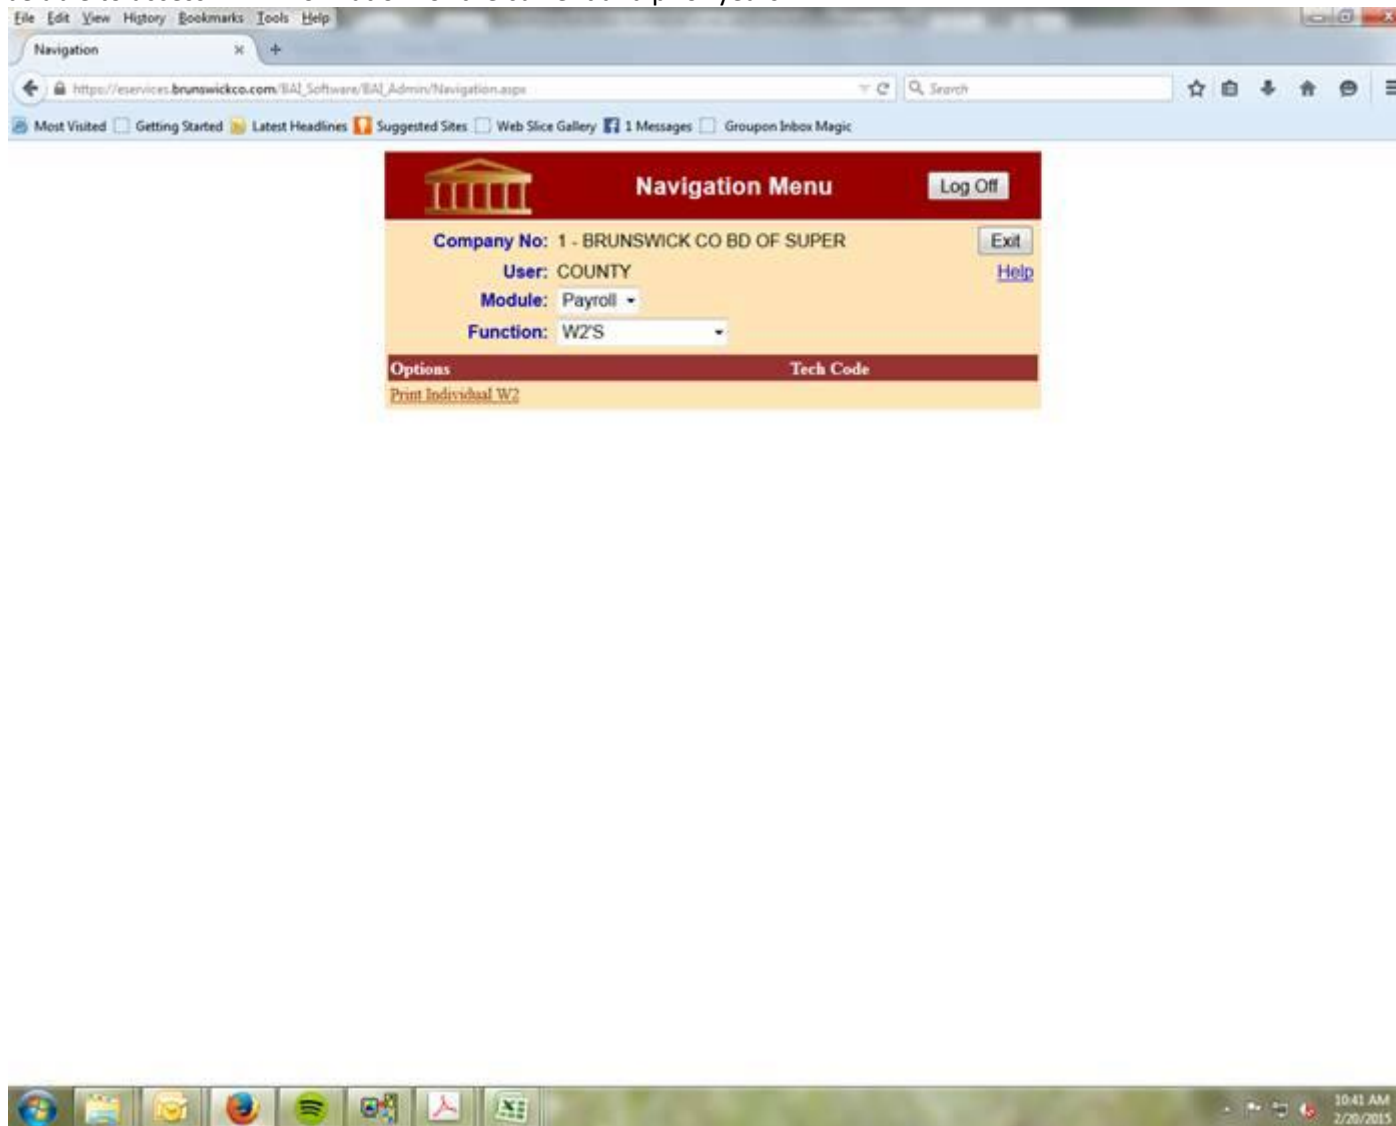 File Edit View History Bookmarks Tools Help
Navigation × +
https://eservices.brunswickco.com/BAI_Software/BAI_Admin/Navigation.aspx Search
Most Visited Getting Started Latest Headlines Suggested Sites Web Slice Gallery 1 Messages Groupon Inbox Magic
Navigation Menu Log Off
Company No: 1 - BRUNSWICK CO BD OF SUPER Exit
User: COUNTY Help
Module: Payroll
Function: W2'S
Options Tech Code
Print Individual W2
10:41 AM
2/20/2015